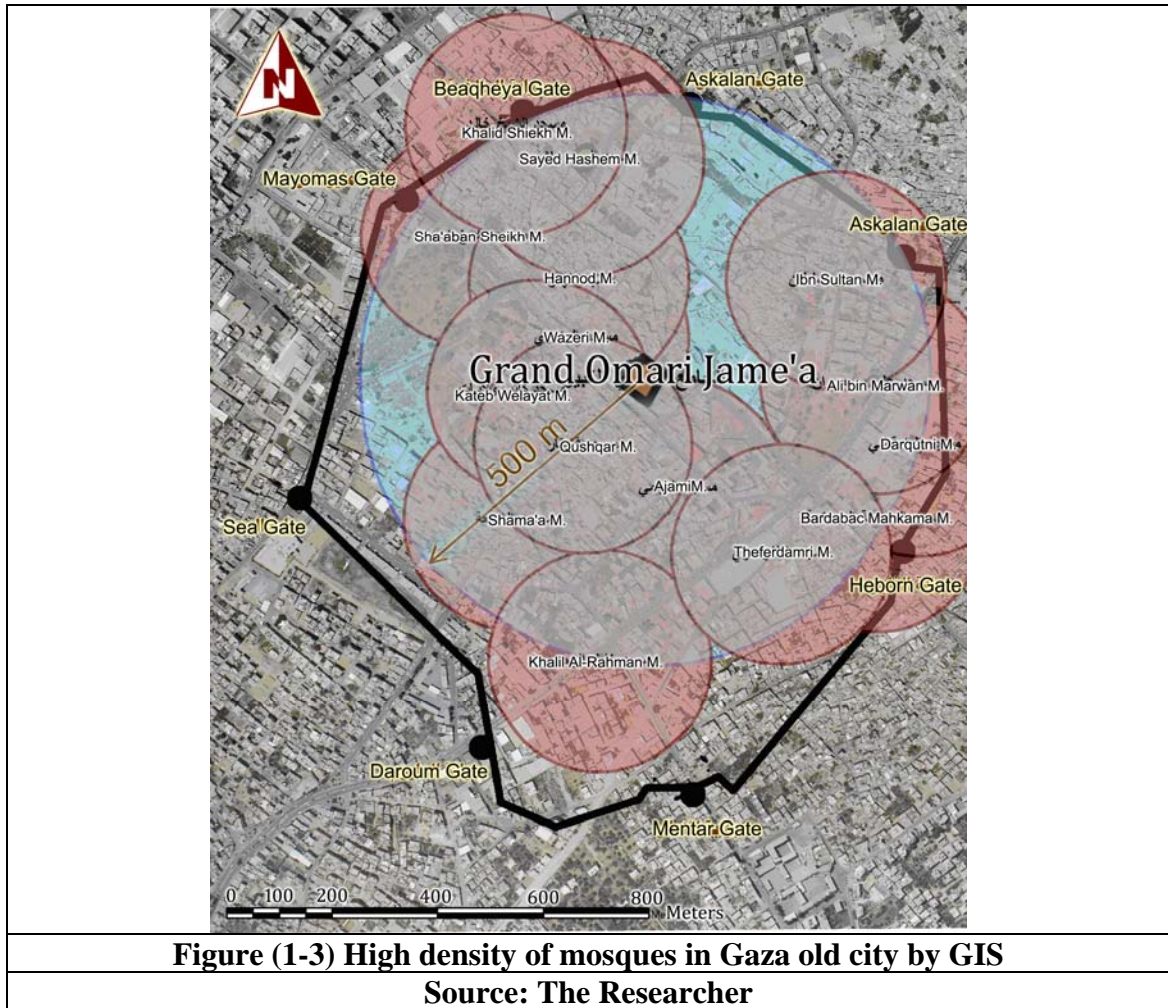 N
Beaqheya Gate
Askalan Gate
Khalid Shiekh M.
Sayed Hashem M.
Mayomas Gate
Askalan Gate
Sha'aban Sheikh M.
Hannod M.
Ibn Sultan M.
Wazeri M.
Grand Omari Jame'a
Kateb Welayat M.
Ali bin Marwan M.
500 m
Qushqar M.
Darqutni M.
Ajami M.
Sea Gate
Shama'a M.
Bardabac Mahkama M.
Theferdamri M.
Heborn Gate
Khalil Al-Rahman M.
Daroum Gate
Mentar Gate
0 100 200 400 600 800
Meters
Figure (1-3) High density of mosques in Gaza old city by GIS
Source: The Researcher